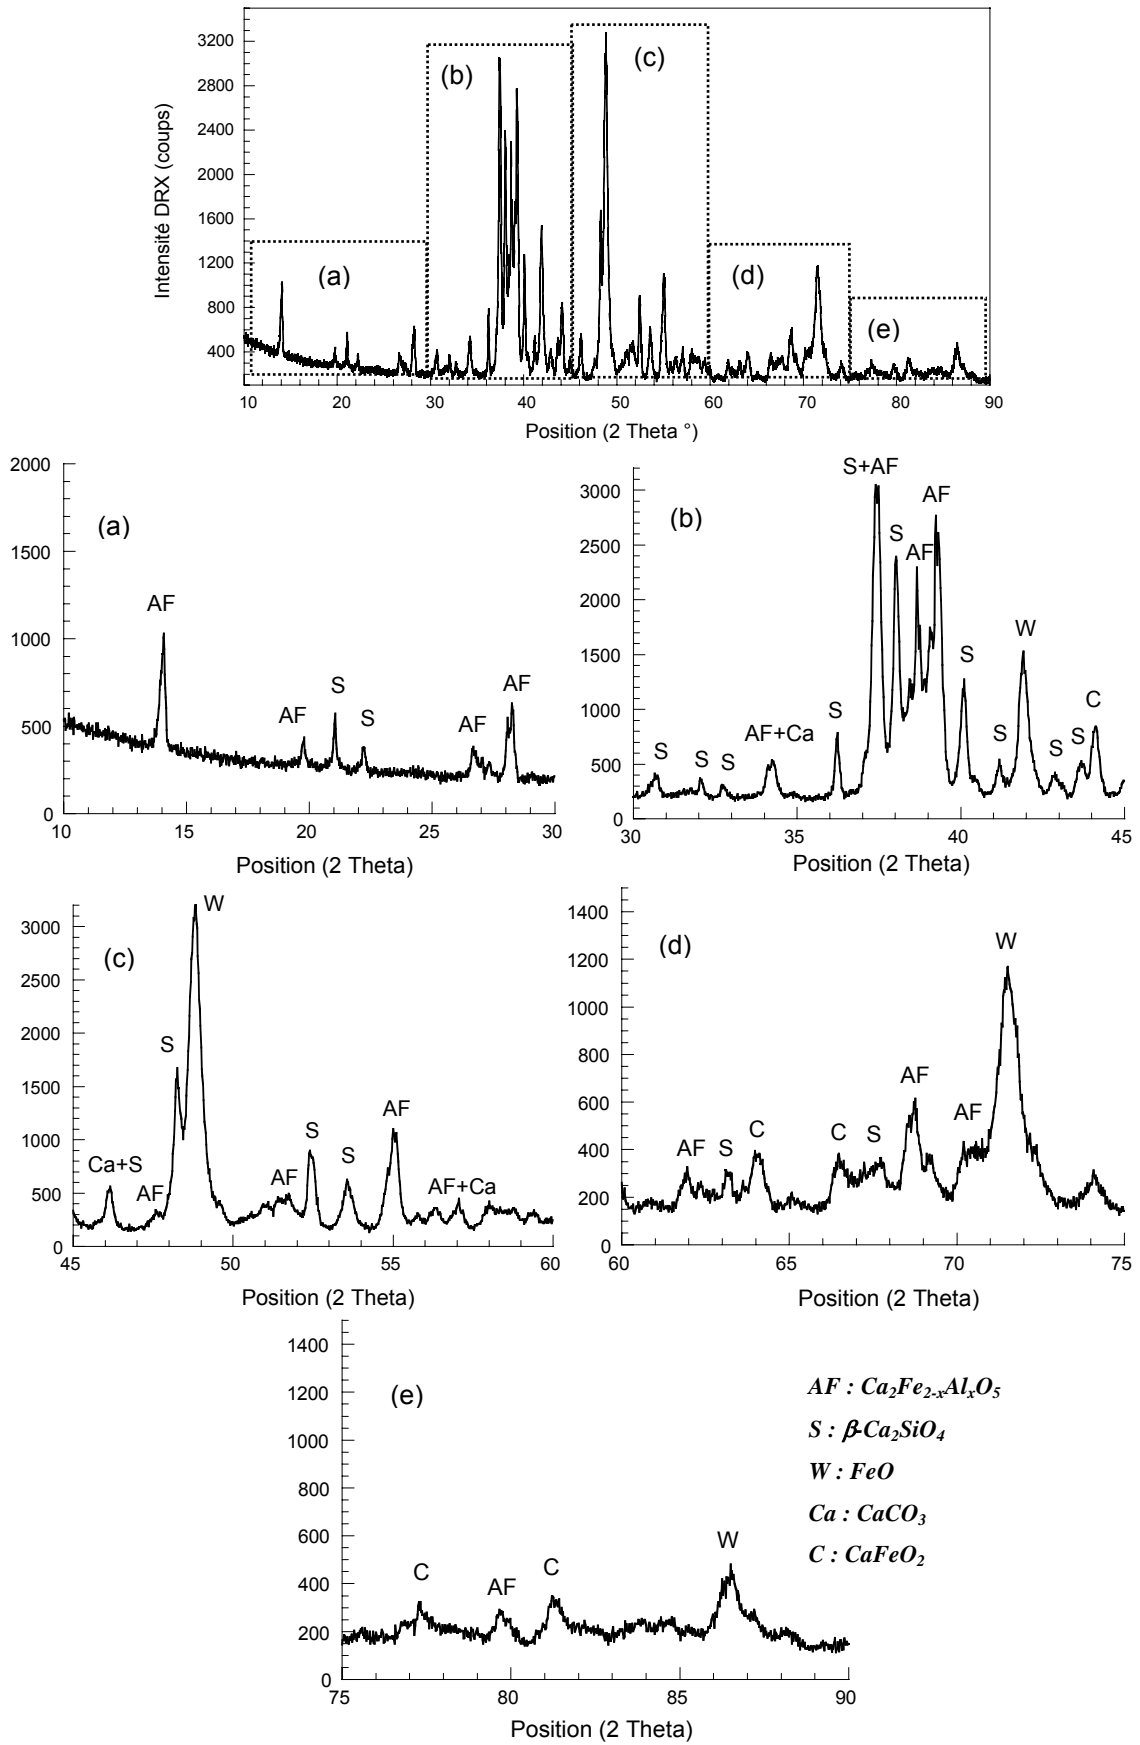 Intensité DRX (coups)
3200
2800
2400
2000
1600
1200
800
400
(a)
(b)
(c)
(d)
(e)
10 20 30 40 50 60 70 80 90
Position (2 Theta °)
2000
1500
1000
500
0
(a)
AF
AF
S
S
AF
AF
10 15 20 25 30
Position (2 Theta)
3000
2500
2000
1500
1000
500
0
(b)
S
S
S
AF+Ca
S
S+AF
S
AF
AF
S
S
W
S
S
C
30 35 40 45
Position (2 Theta)
3000
2500
2000
1500
1000
500
0
(c)
Ca+S
AF
S
W
AF
S
S
AF
AF+Ca
45 50 55 60
Position (2 Theta)
1400
1200
1000
800
600
400
200
0
(d)
AF
S
C
C
S
AF
AF
W
60 65 70 75
Position (2 Theta)
1400
1200
1000
800
600
400
200
0
(e)
C
AF
C
W
75 80 85 90
Position (2 Theta)
AF : Ca₂Fe₂₋ₓAlₓO₅
S : β-Ca₂SiO₄
W : FeO
Ca : CaCO₃
C : CaFeO₂